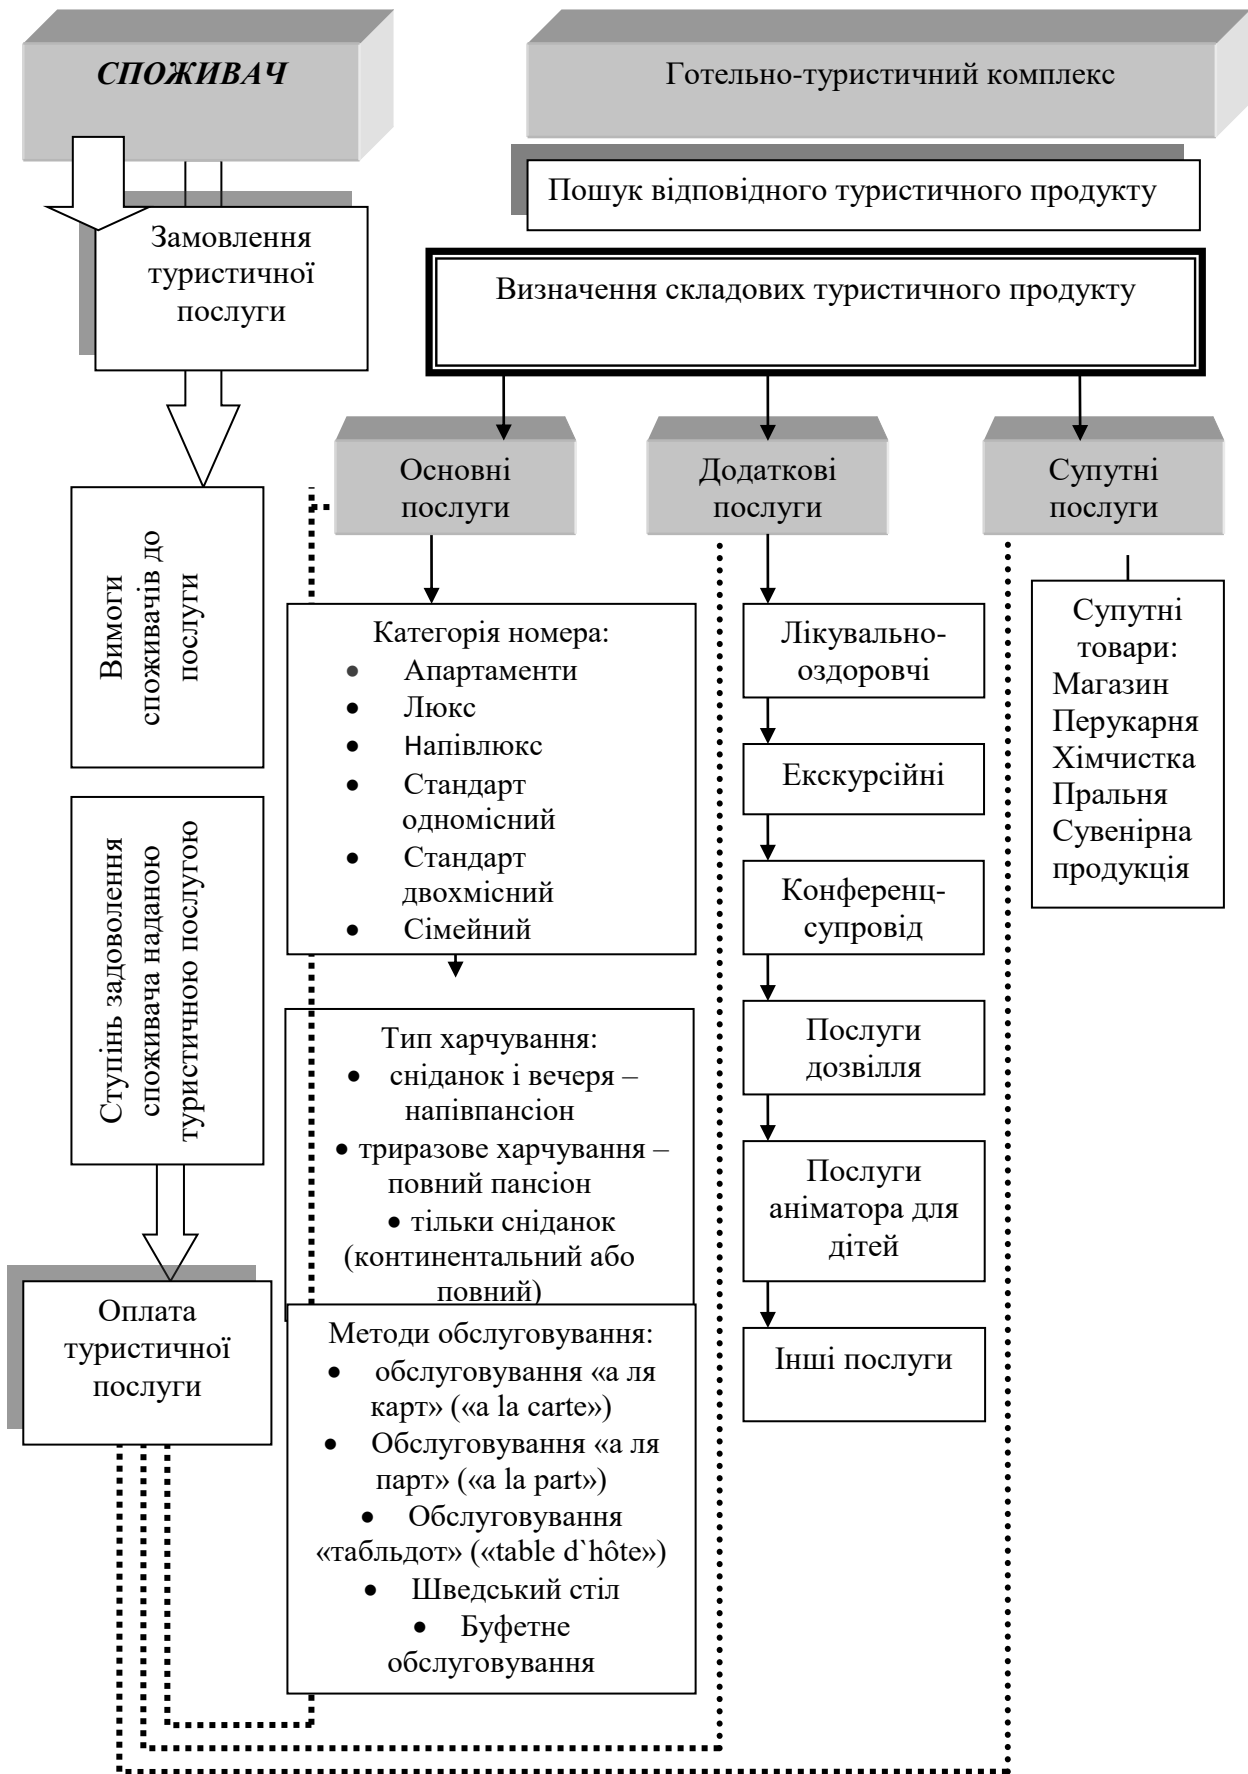 СПОЖИВАЧ
Готельно-туристичний комплекс
Пошук відповідного туристичного продукту
Замовлення
туристичної
послуги
Визначення складових туристичного продукту
Основні
послуги
Додаткові
послуги
Супутні
послуги
Вимоги
споживачів до
послуги
Ступінь задоволення
споживача наданою
туристичною послугою
Оплата
туристичної
послуги
Категорія номера:
● Апартаменти
● Люкс
● Напівлюкс
● Стандарт
одномісний
● Стандарт
двохмісний
● Сімейний
Тип харчування:
● сніданок і вечеря –
напівпансіон
● триразове харчування –
повний пансіон
● тільки сніданок
(континентальний або
повний)
Методи обслуговування:
● обслуговування «а ля
карт» («a la carte»)
● Обслуговування «а ля
парт» («a la part»)
● Обслуговування
«табльдот» («table d`hôte»)
● Шведський стіл
● Буфетне
обслуговування
Лікувально-
оздоровчі
Екскурсійні
Конференц-
супровід
Послуги
дозвілля
Послуги
аніматора для
дітей
Інші послуги
Супутні
товари:
Магазин
Перукарня
Хімчистка
Пральня
Сувенірна
продукція